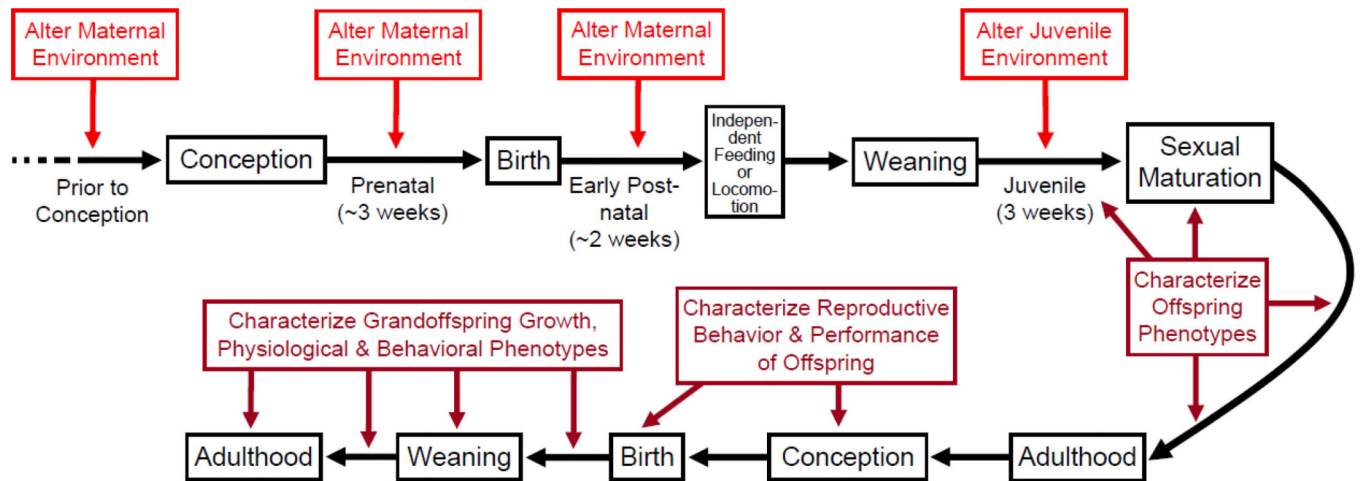 Alter Maternal
Environment
Alter Maternal
Environment
Alter Maternal
Environment
Alter Juvenile
Environment
Conception
Birth
Indepen-
dent
Feeding
or
Locomo-
tion
Weaning
Sexual
Maturation
Prior to
Conception
Prenatal
(~3 weeks)
Early Post-
natal
(~2 weeks)
Juvenile
(3 weeks)
Characterize Grandoffspring Growth,
Physiological & Behavioral Phenotypes
Characterize Reproductive
Behavior & Performance
of Offspring
Characterize
Offspring
Phenotypes
Adulthood
Weaning
Birth
Conception
Adulthood